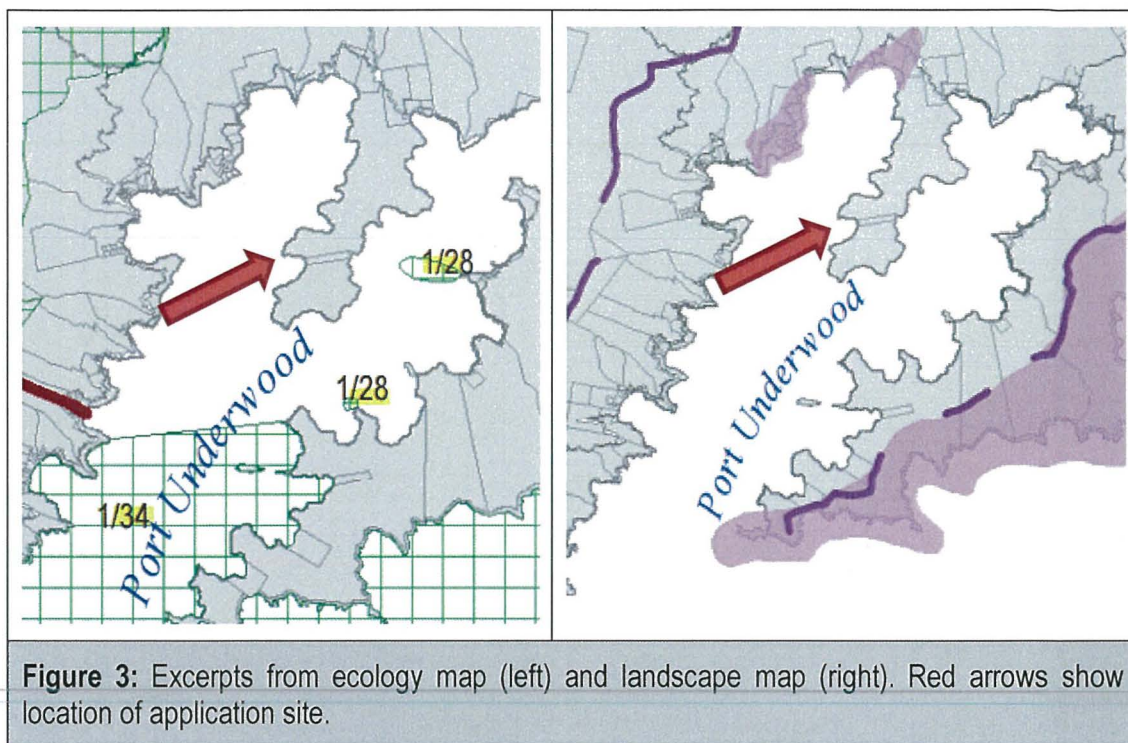 1/28
1/28
1/34
Port Underwood
Port Underwood
Figure 3: Excerpts from ecology map (left) and landscape map (right). Red arrows show
location of application site.